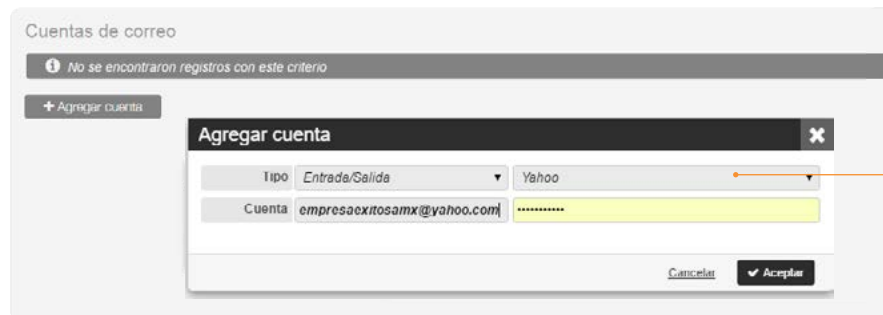 Cuentas de correo
No se encontraron registros con este criterio
+ Agregar cuenta
Agregar cuenta
Tipo Entrada/Salida Yahoo
Cuenta empresaexitosamx@yahoo.com ···········
Cancelar Aceptar